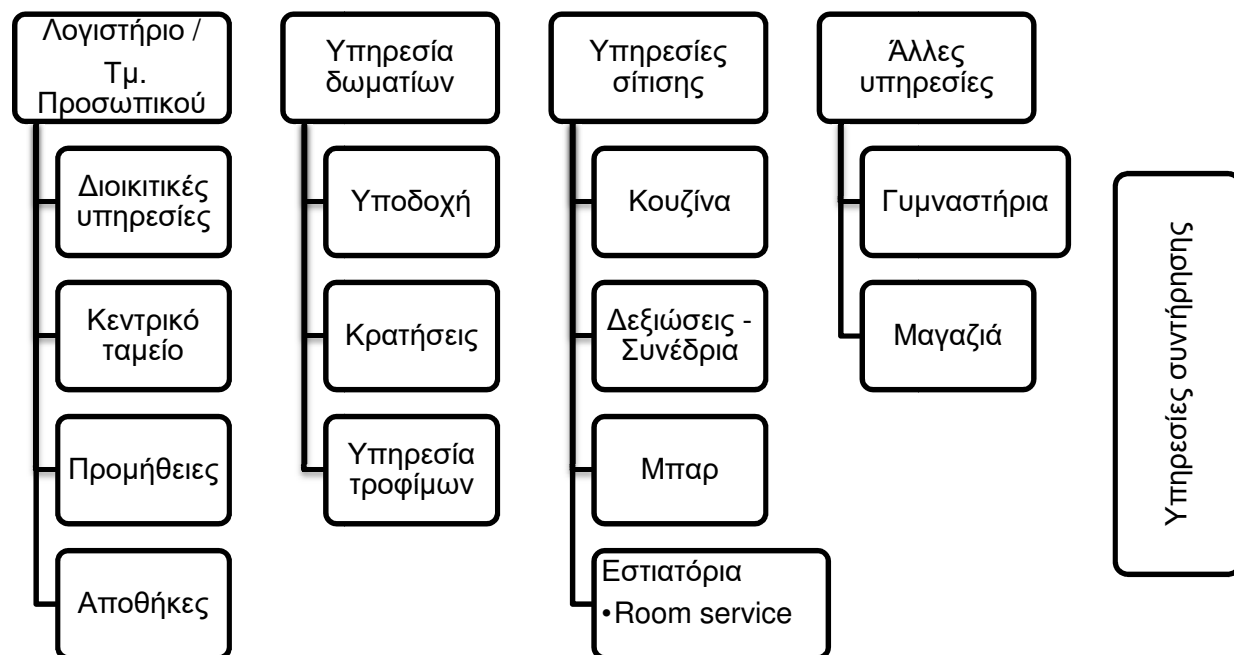 Λογιστήριο /
Τμ.
Προσωπικού
Διοικιτικές
υπηρεσίες
Κεντρικό
ταμείο
Προμήθειες
Αποθήκες
Υπηρεσία
δωματίων
Υποδοχή
Κρατήσεις
Υπηρεσία
τροφίμων
Υπηρεσίες
σίτισης
Κουζίνα
Δεξιώσεις -
Συνέδρια
Μπαρ
Εστιατόρια
•Room service
Άλλες
υπηρεσίες
Γυμναστήρια
Μαγαζιά
Υπηρεσίες συντήρησης